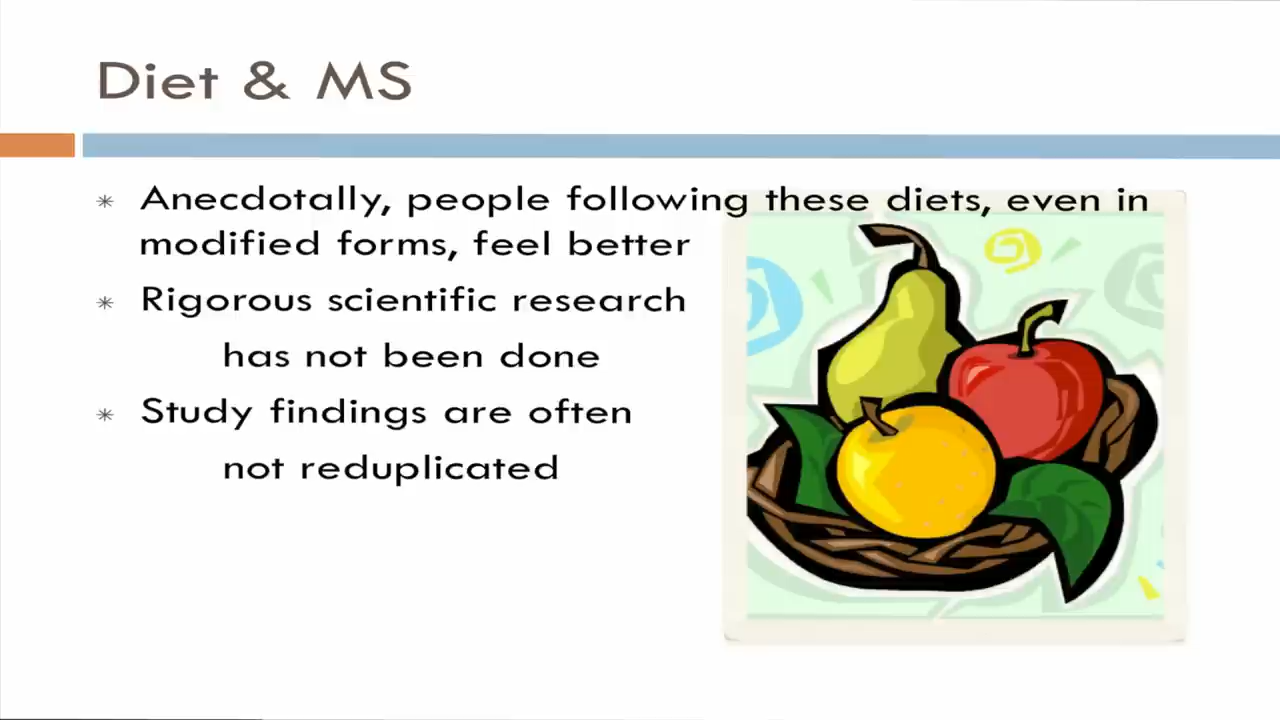 Diet & MS
* Anecdotally, people following these diets, even in
modified forms, feel better
* Rigorous scientific research
has not been done
* Study findings are often
not reduplicated